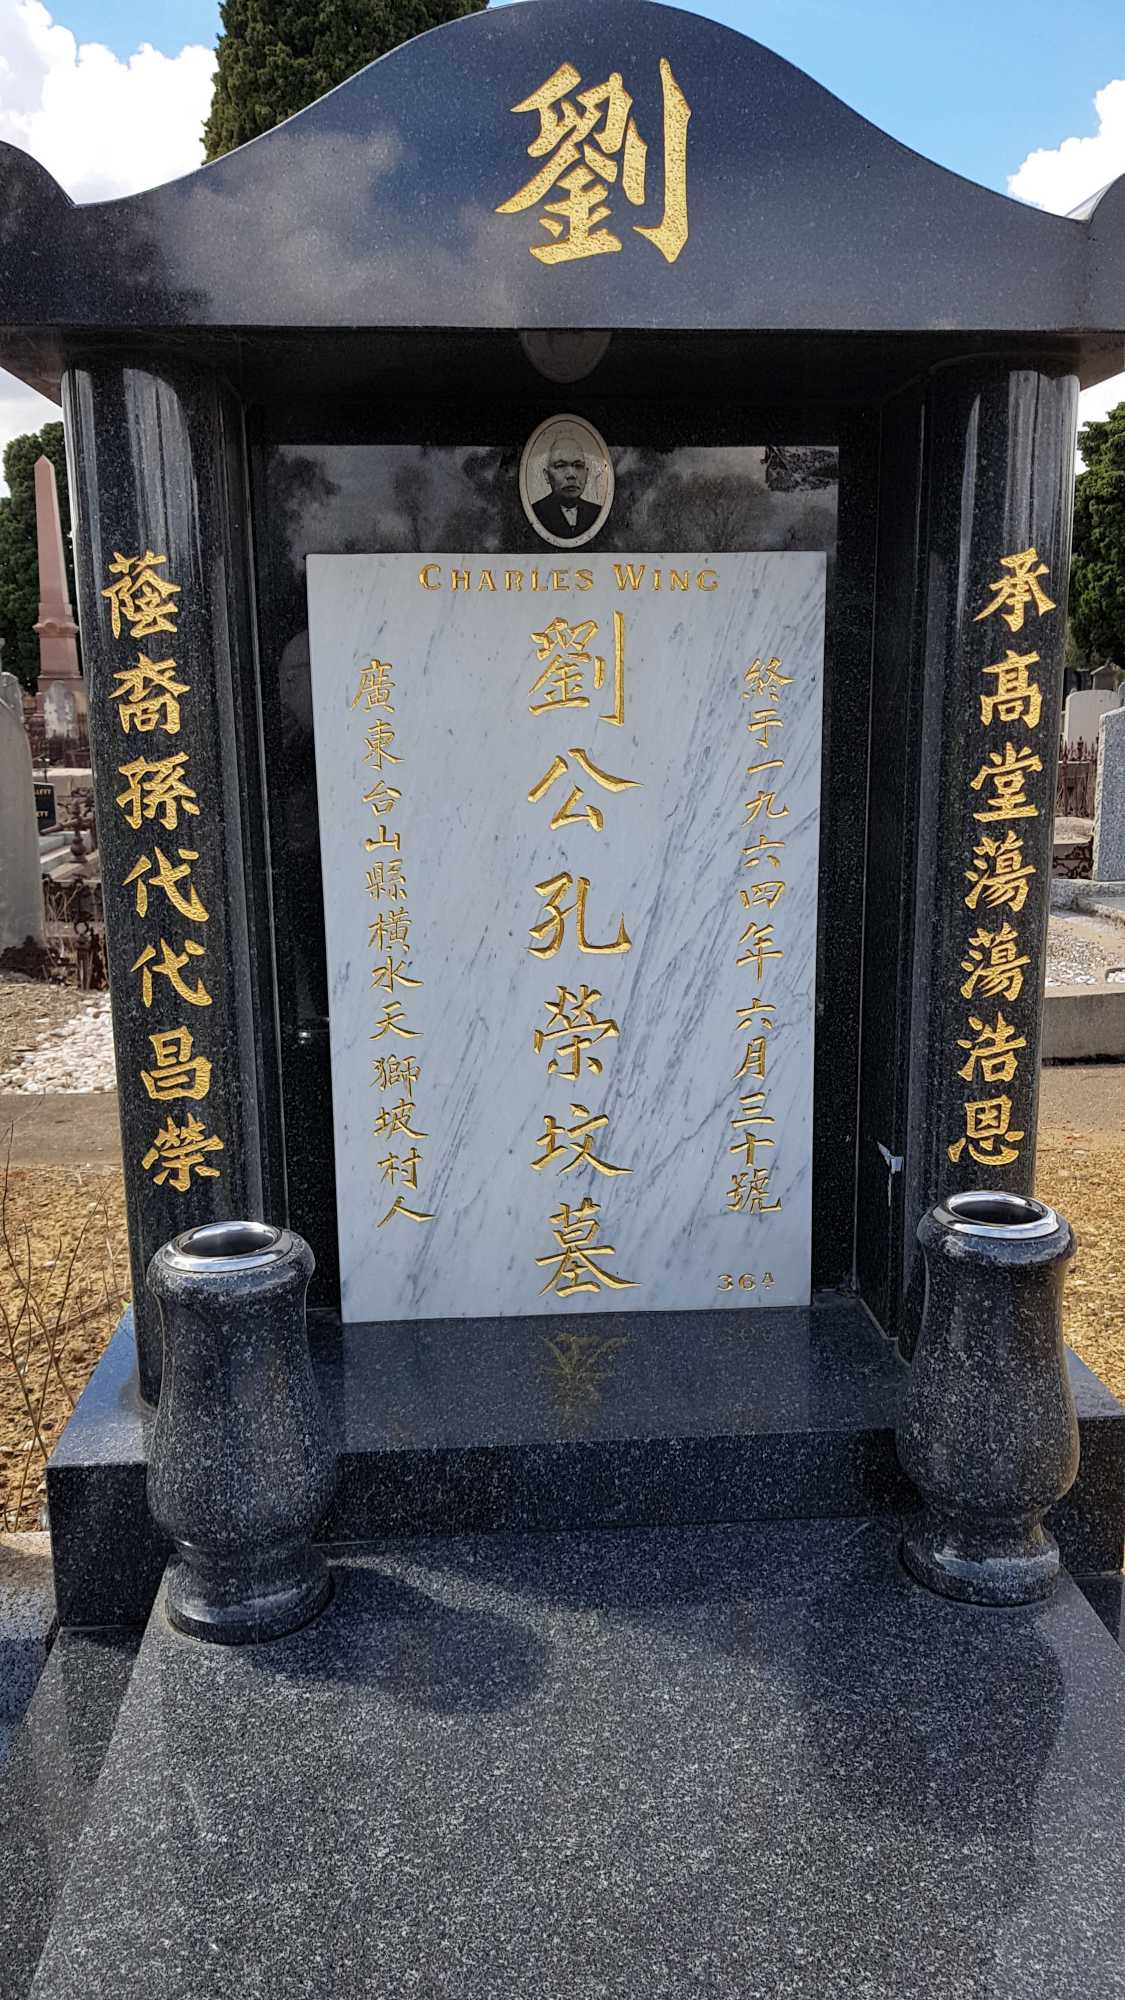 劉
CHARLES WING
承高堂蕩蕩浩恩
終于一九六四年六月三十號
劉公孔榮坟墓
廣東台山縣橫水天獅坡村人
蔭裔孫代代昌榮
36A